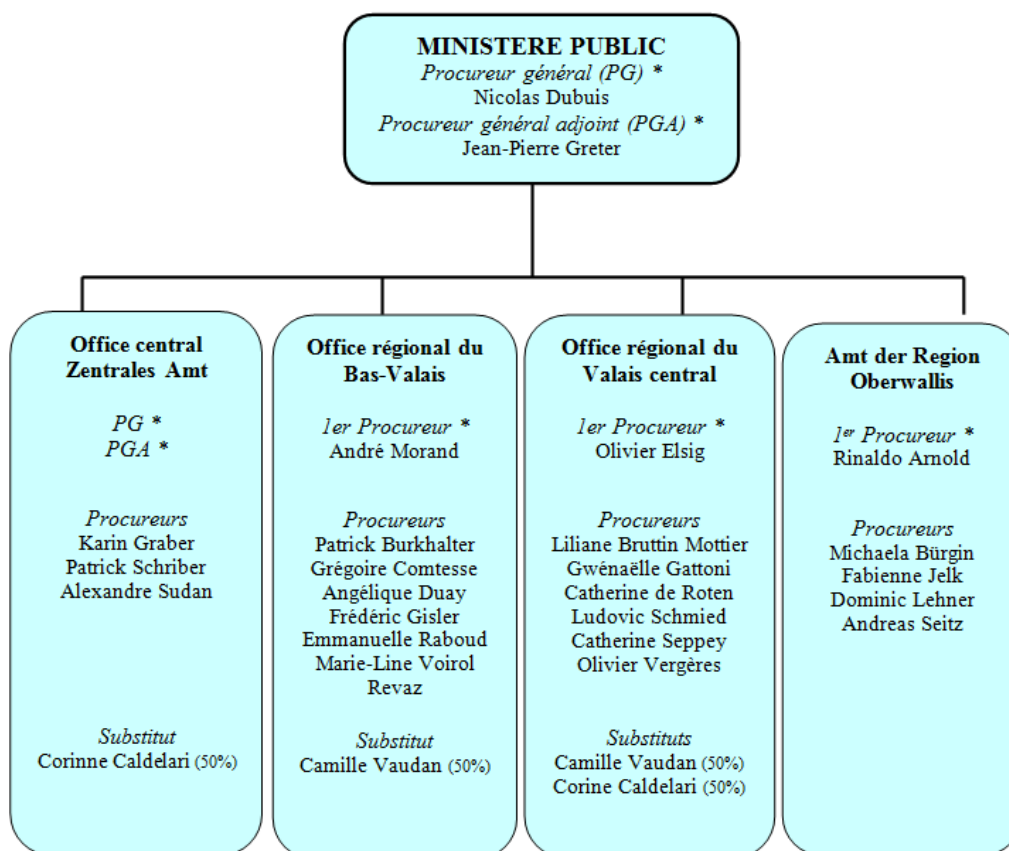 MINISTERE PUBLIC
Procureur général (PG) *
Nicolas Dubuis
Procureur général adjoint (PGA) *
Jean-Pierre Greter
Office central
Zentrales Amt
PG *
PGA *
Procureurs
Karin Graber
Patrick Schriber
Alexandre Sudan
Substitut
Corinne Caldelari (50%)
Office régional du
Bas-Valais
1er Procureur *
André Morand
Procureurs
Patrick Burkhalter
Grégoire Comtesse
Angélique Duay
Frédéric Gisler
Emmanuelle Raboud
Marie-Line Voirol
Revaz
Substitut
Camille Vaudan (50%)
Office régional du
Valais central
1er Procureur *
Olivier Elsig
Procureurs
Liliane Bruttin Mottier
Gwénaëlle Gattoni
Catherine de Roten
Ludovic Schmied
Catherine Seppey
Olivier Vergères
Substituts
Camille Vaudan (50%)
Corine Caldelari (50%)
Amt der Region
Oberwallis
1er Procureur *
Rinaldo Arnold
Procureurs
Michaela Bürgin
Fabienne Jelk
Dominic Lehner
Andreas Seitz